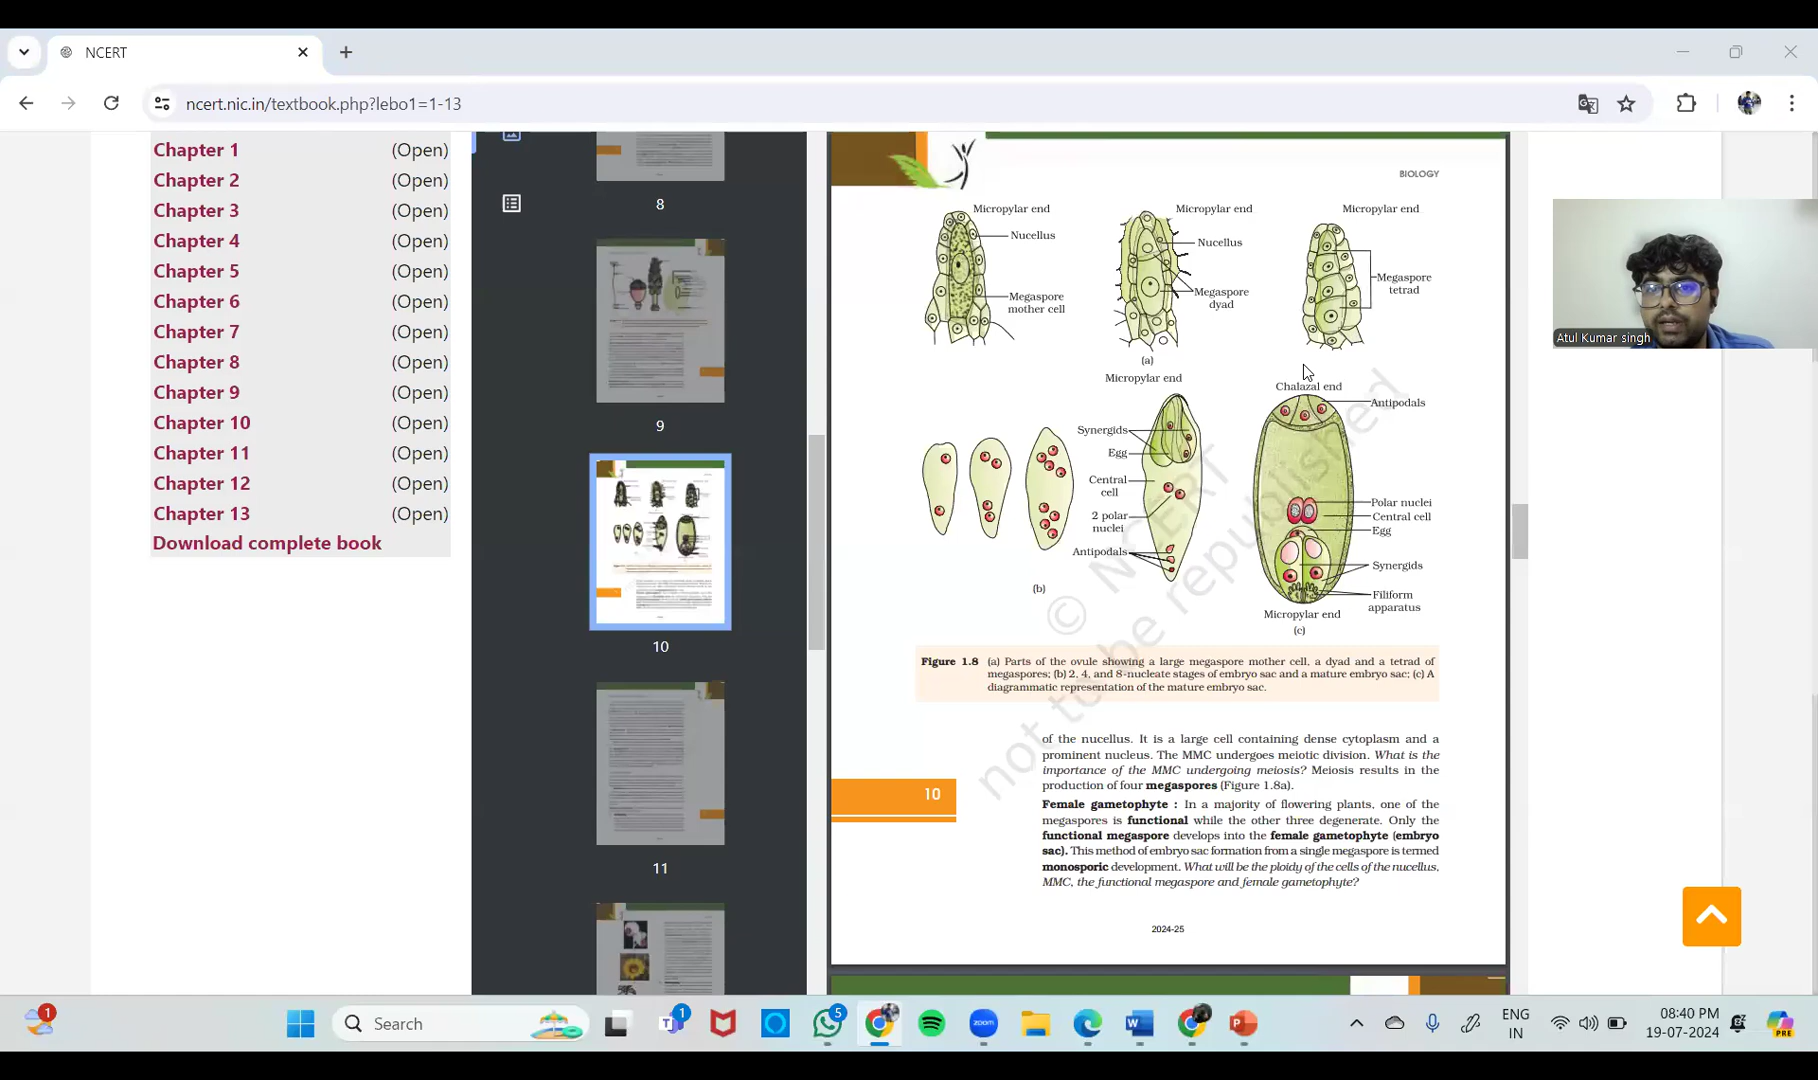 NCERT
ncert.nic.in/textbook.php?lebo1=1-13
Chapter 1 (Open)
Chapter 2 (Open)
Chapter 3 (Open)
Chapter 4 (Open)
Chapter 5 (Open)
Chapter 6 (Open)
Chapter 7 (Open)
Chapter 8 (Open)
Chapter 9 (Open)
Chapter 10 (Open)
Chapter 11 (Open)
Chapter 12 (Open)
Chapter 13 (Open)
Download complete book
8
9
10
11
BIOLOGY
Micropylar end
Nucellus
Megaspore
mother cell
Micropylar end
Nucellus
Megaspore
dyad
Micropylar end
Megaspore
tetrad
(a)
Micropylar end
Synergids
Egg
Central
cell
2 polar
nuclei
Antipodals
(b)
Chalazal end
Antipodals
Polar nuclei
Central cell
Egg
Synergids
Filiform
apparatus
Micropylar end
(c)
© NCERT
not to be republished
Figure 1.8 (a) Parts of the ovule showing a large megaspore mother cell, a dyad and a tetrad of
megaspores; (b) 2, 4, and 8-nucleate stages of embryo sac and a mature embryo sac; (c) A
diagrammatic representation of the mature embryo sac.
of the nucellus. It is a large cell containing dense cytoplasm and a
prominent nucleus. The MMC undergoes meiotic division. What is the
importance of the MMC undergoing meiosis? Meiosis results in the
production of four megaspores (Figure 1.8a).
10
Female gametophyte : In a majority of flowering plants, one of the
megaspores is functional while the other three degenerate. Only the
functional megaspore develops into the female gametophyte (embryo
sac). This method of embryo sac formation from a single megaspore is termed
monosporic development. What will be the ploidy of the cells of the nucellus,
MMC, the functional megaspore and female gametophyte?
2024-25
Atul Kumar singh
1
Search
1
5
zoom
ENG
IN
08:40 PM
19-07-2024
PRE